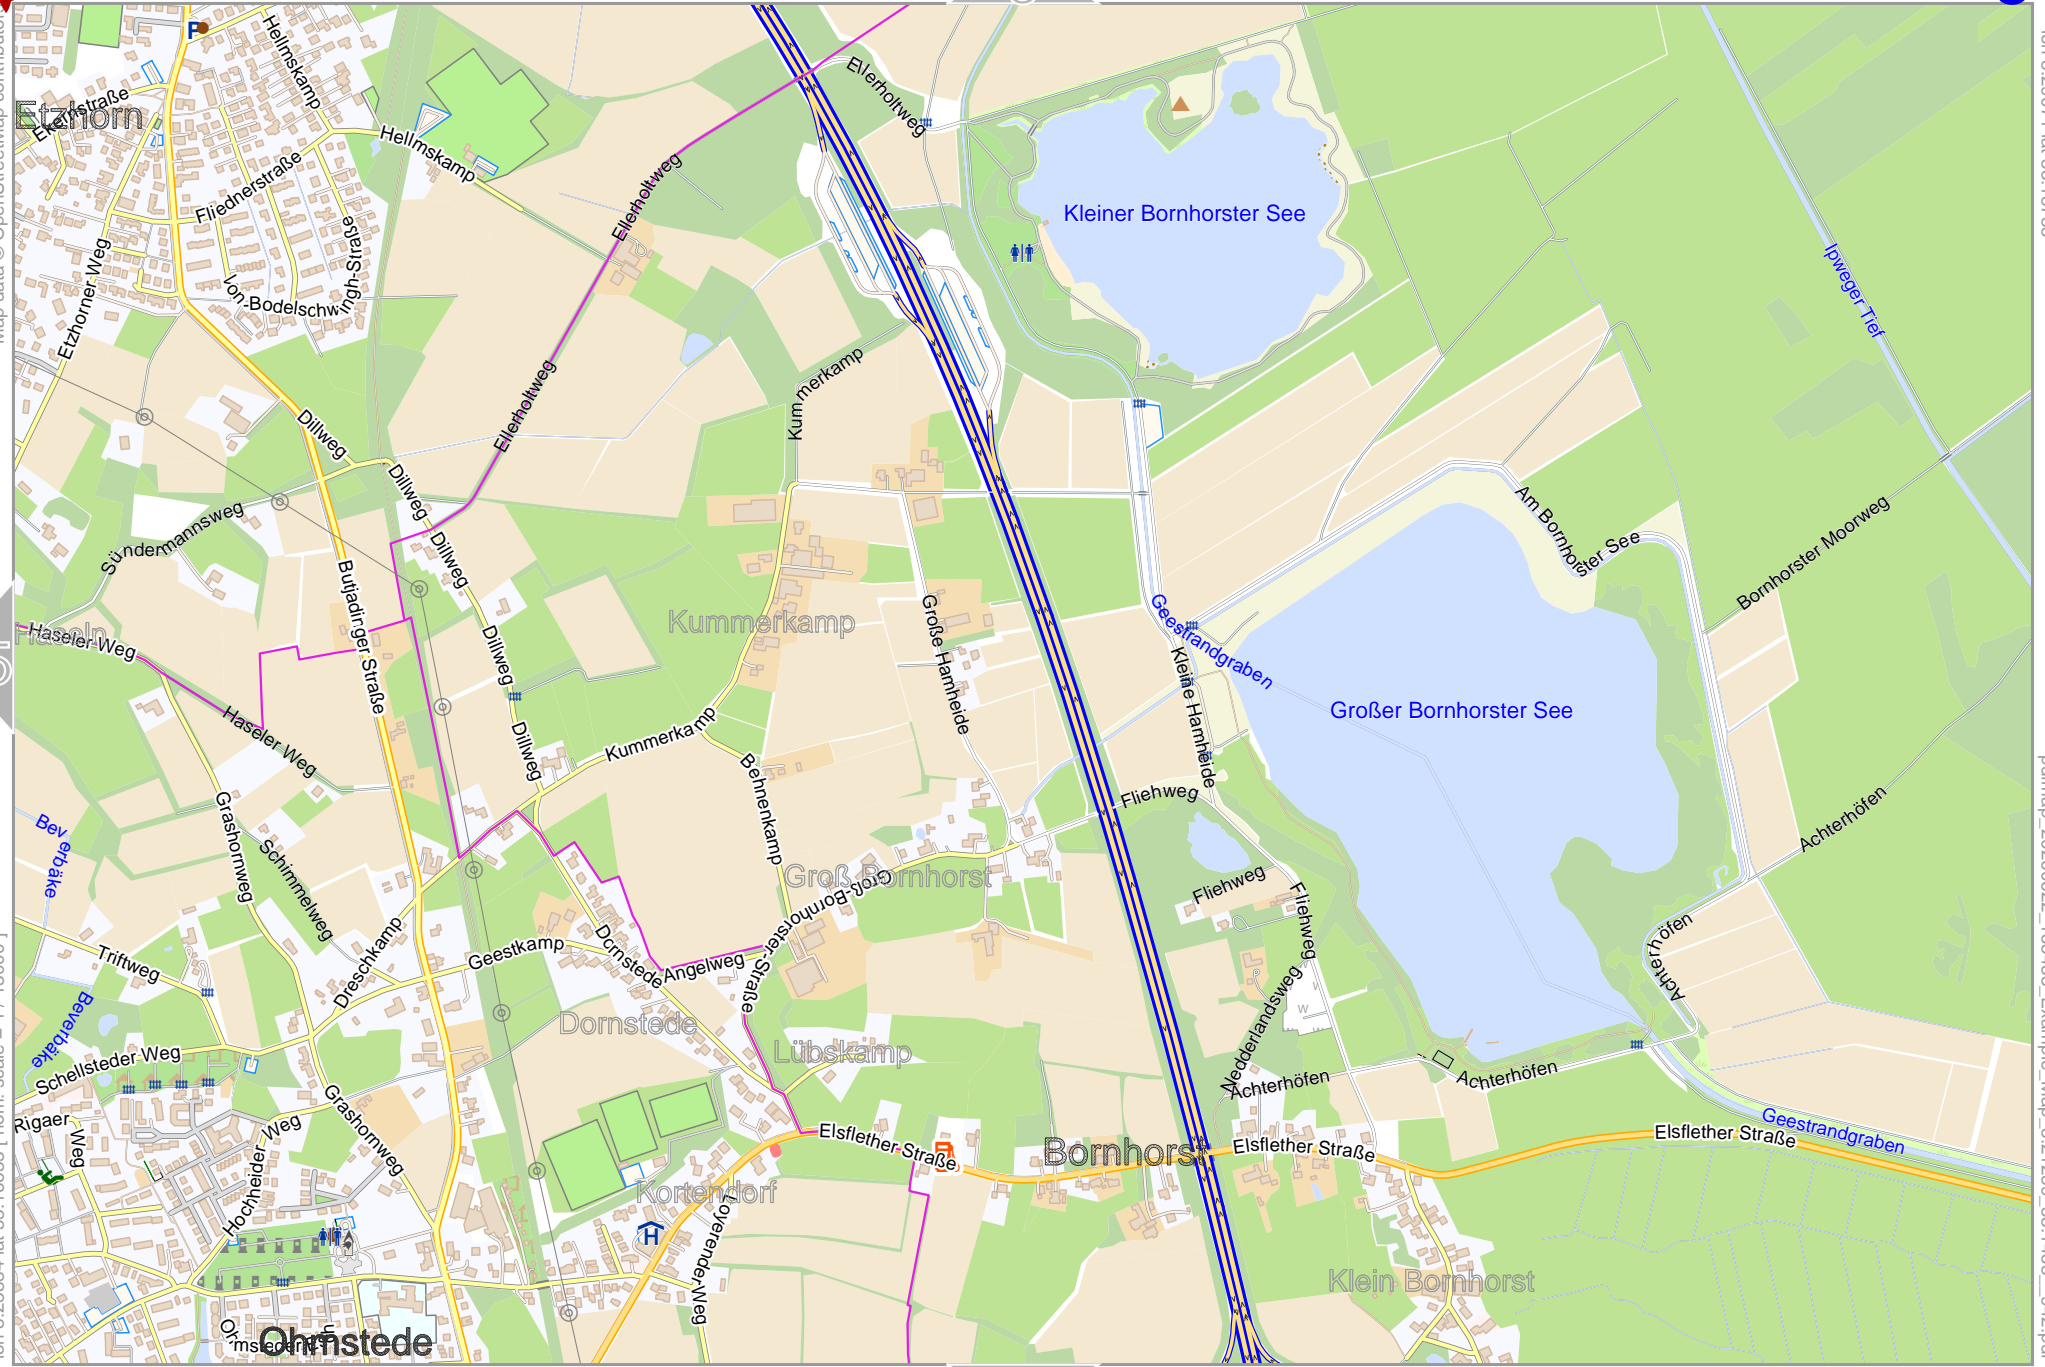 P
Hellmskamp
Etzhorn
Ekernstraße
Hellmskamp
Ellerholtweg
Fliednerstraße
Ellerholtweg
Kleiner Bornhorster See
Ipweger Tief
Etzhorner Weg
Von-Bodelschwingh-Straße
Ellerholtweg
Kummerkamp
Dillweg
Dillweg
Sündermannsweg
Dillweg
Am Bornhorster See
Bornhorster Moorweg
Butjadinger Straße
Haseln
Haseler Weg
Kummerkamp
Große Hamheide
Geestrandgraben
Dillweg
Kleine Hamheide
Großer Bornhorster See
Haseler Weg
Dillweg
Kummerkamp
Behnenkamp
Fliehweg
Grashornweg
Schimmelweg
Beverbäke
Achterhöfen
Groß Bornhorst
Groß-Bornhorster-Straße
Fliehweg
Fliehweg
Dreschkamp
Geestkamp
Dornstede
Angelweg
Triftweg
Achterhöfen
Beverbäke
Dornstede
Nedderlandsweg
Lübskamp
Schellsteder Weg
Achterhöfen
Achterhöfen
Grashornweg
Rigaer Weg
Hochheider Weg
Elsflether Straße
Bornhorst
Elsflether Straße
Elsflether Straße
Geestrandgraben
Kortendorf
H
Loyerender-Weg
Klein Bornhorst
Ohmstede